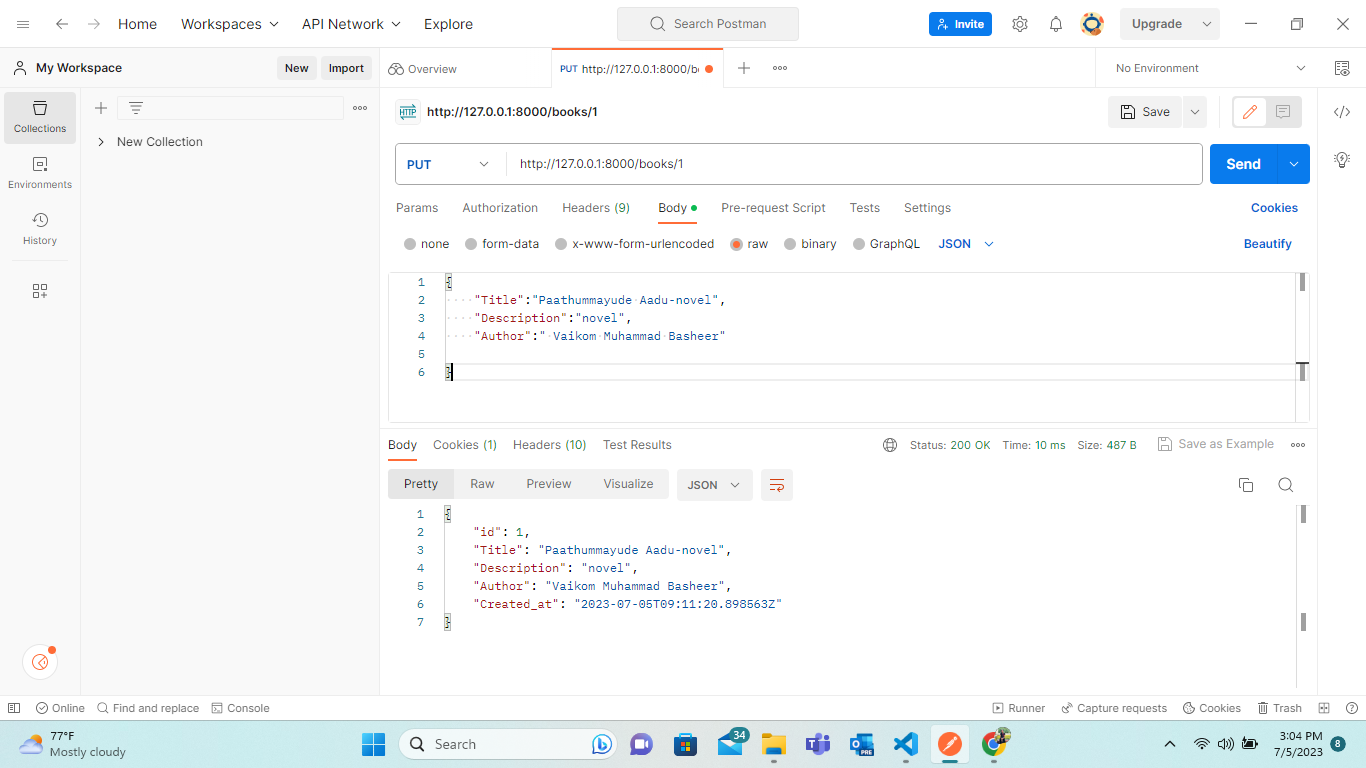 Home Workspaces API Network Explore Search Postman Invite Upgrade
My Workspace New Import Overview PUT http://127.0.0.1:8000/b No Environment
HTTP http://127.0.0.1:8000/books/1 Save
Collections
New Collection
PUT http://127.0.0.1:8000/books/1 Send
Environments
Params Authorization Headers (9) Body Pre-request Script Tests Settings Cookies
History
none form-data x-www-form-urlencoded raw binary GraphQL JSON Beautify
1 {
2 "Title":"Paathummayude Aadu-novel",
3 "Description":"novel",
4 "Author":" Vaikom Muhammad Basheer"
5
6 }
Body Cookies (1) Headers (10) Test Results Status: 200 OK Time: 10 ms Size: 487 B Save as Example
Pretty Raw Preview Visualize JSON
1 {
2 "id": 1,
3 "Title": "Paathummayude Aadu-novel",
4 "Description": "novel",
5 "Author": "Vaikom Muhammad Basheer",
6 "Created_at": "2023-07-05T09:11:20.898563Z"
7 }
Online Find and replace Console Runner Capture requests Cookies Trash
77°F
Mostly cloudy
Search
34
PRE
3:04 PM
7/5/2023
8